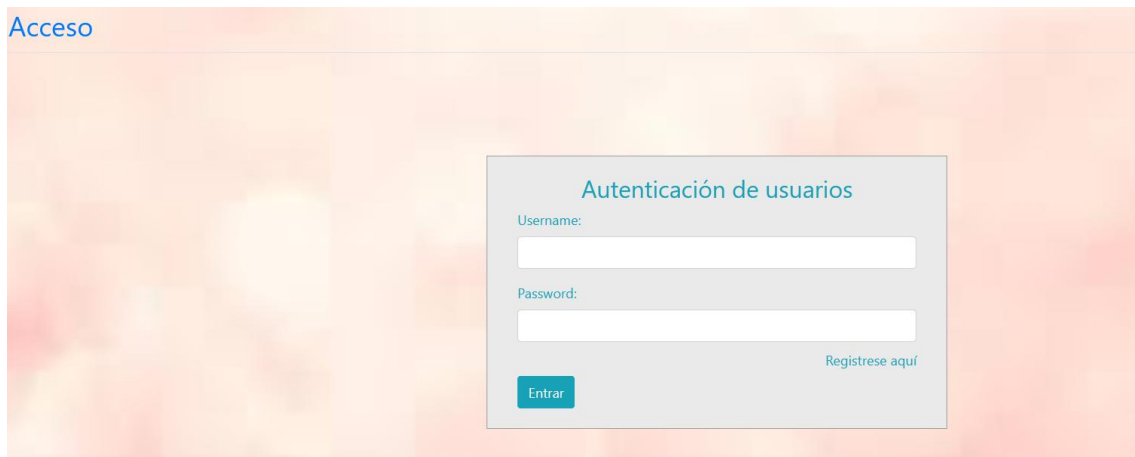 Acceso
Autenticación de usuarios
Username:
Password:
Registrese aquí
Entrar